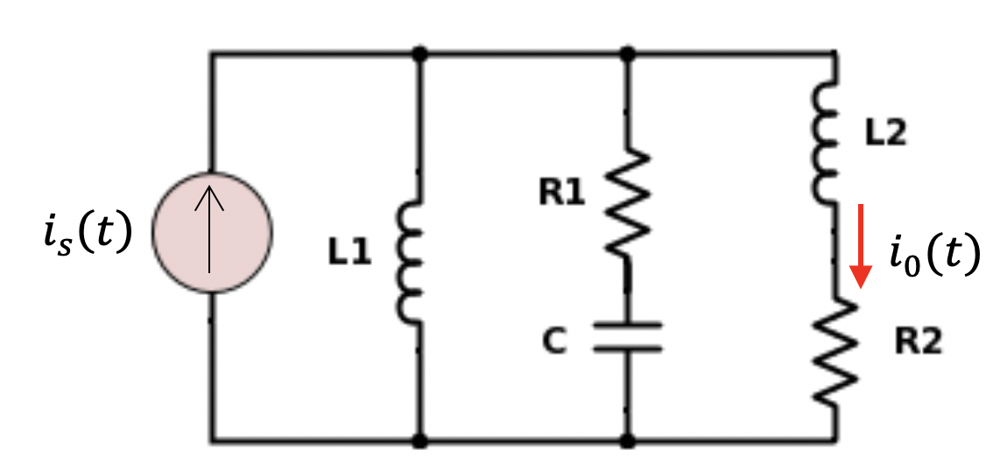 L2
R1
i_s(t)
L1
i_0(t)
C
R2